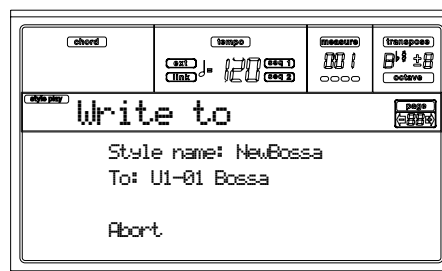 chord tempo measure transpose
ext link ♩= 120 seq 1 seq 2 001
octave
style play Write to page
Style name: NewBossa
To: U1-01 Bossa
Abort